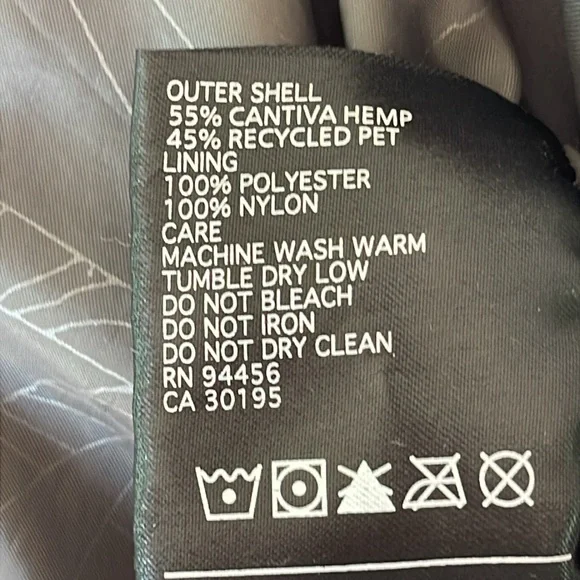 OUTER SHELL
55% CANTIVA HEMP
45% RECYCLED PET
LINING
100% POLYESTER
100% NYLON
CARE
MACHINE WASH WARM
TUMBLE DRY LOW
DO NOT BLEACH
DO NOT IRON
DO NOT DRY CLEAN
RN 94456
CA 30195